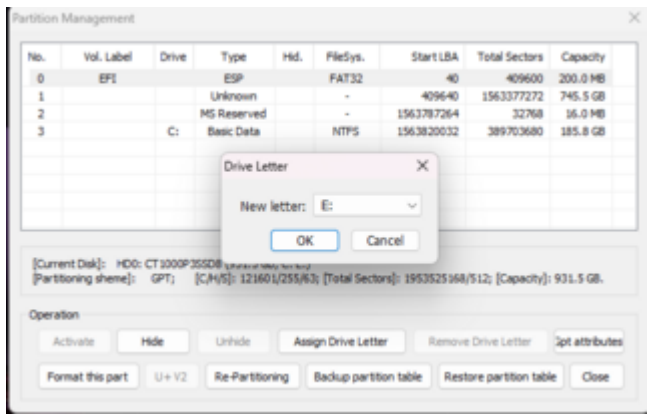 Partition Management
No. Vol. Label Drive Type Hid. FileSys. Start LBA Total Sectors Capacity
0 EFI ESP FAT32 40 409600 200.0 MB
1 Unknown - 409640 1563377272 745.5 GB
2 MS Reserved - 1563787264 32768 16.0 MB
3 C: Basic Data NTFS 1563820032 389703680 185.8 GB
Drive Letter
New letter: E:
OK Cancel
[Current Disk]: HD0: CT1000P3SSD8
[Partitioning sheme]: GPT; [C/H/S]: 121601/255/63; [Total Sectors]: 1953525168/512; [Capacity]: 931.5 GB.
Operation
Activate Hide Unhide Assign Drive Letter Remove Drive Letter Gpt attributes
Format this part U+ V2 Re-Partitioning Backup partition table Restore partition table Close